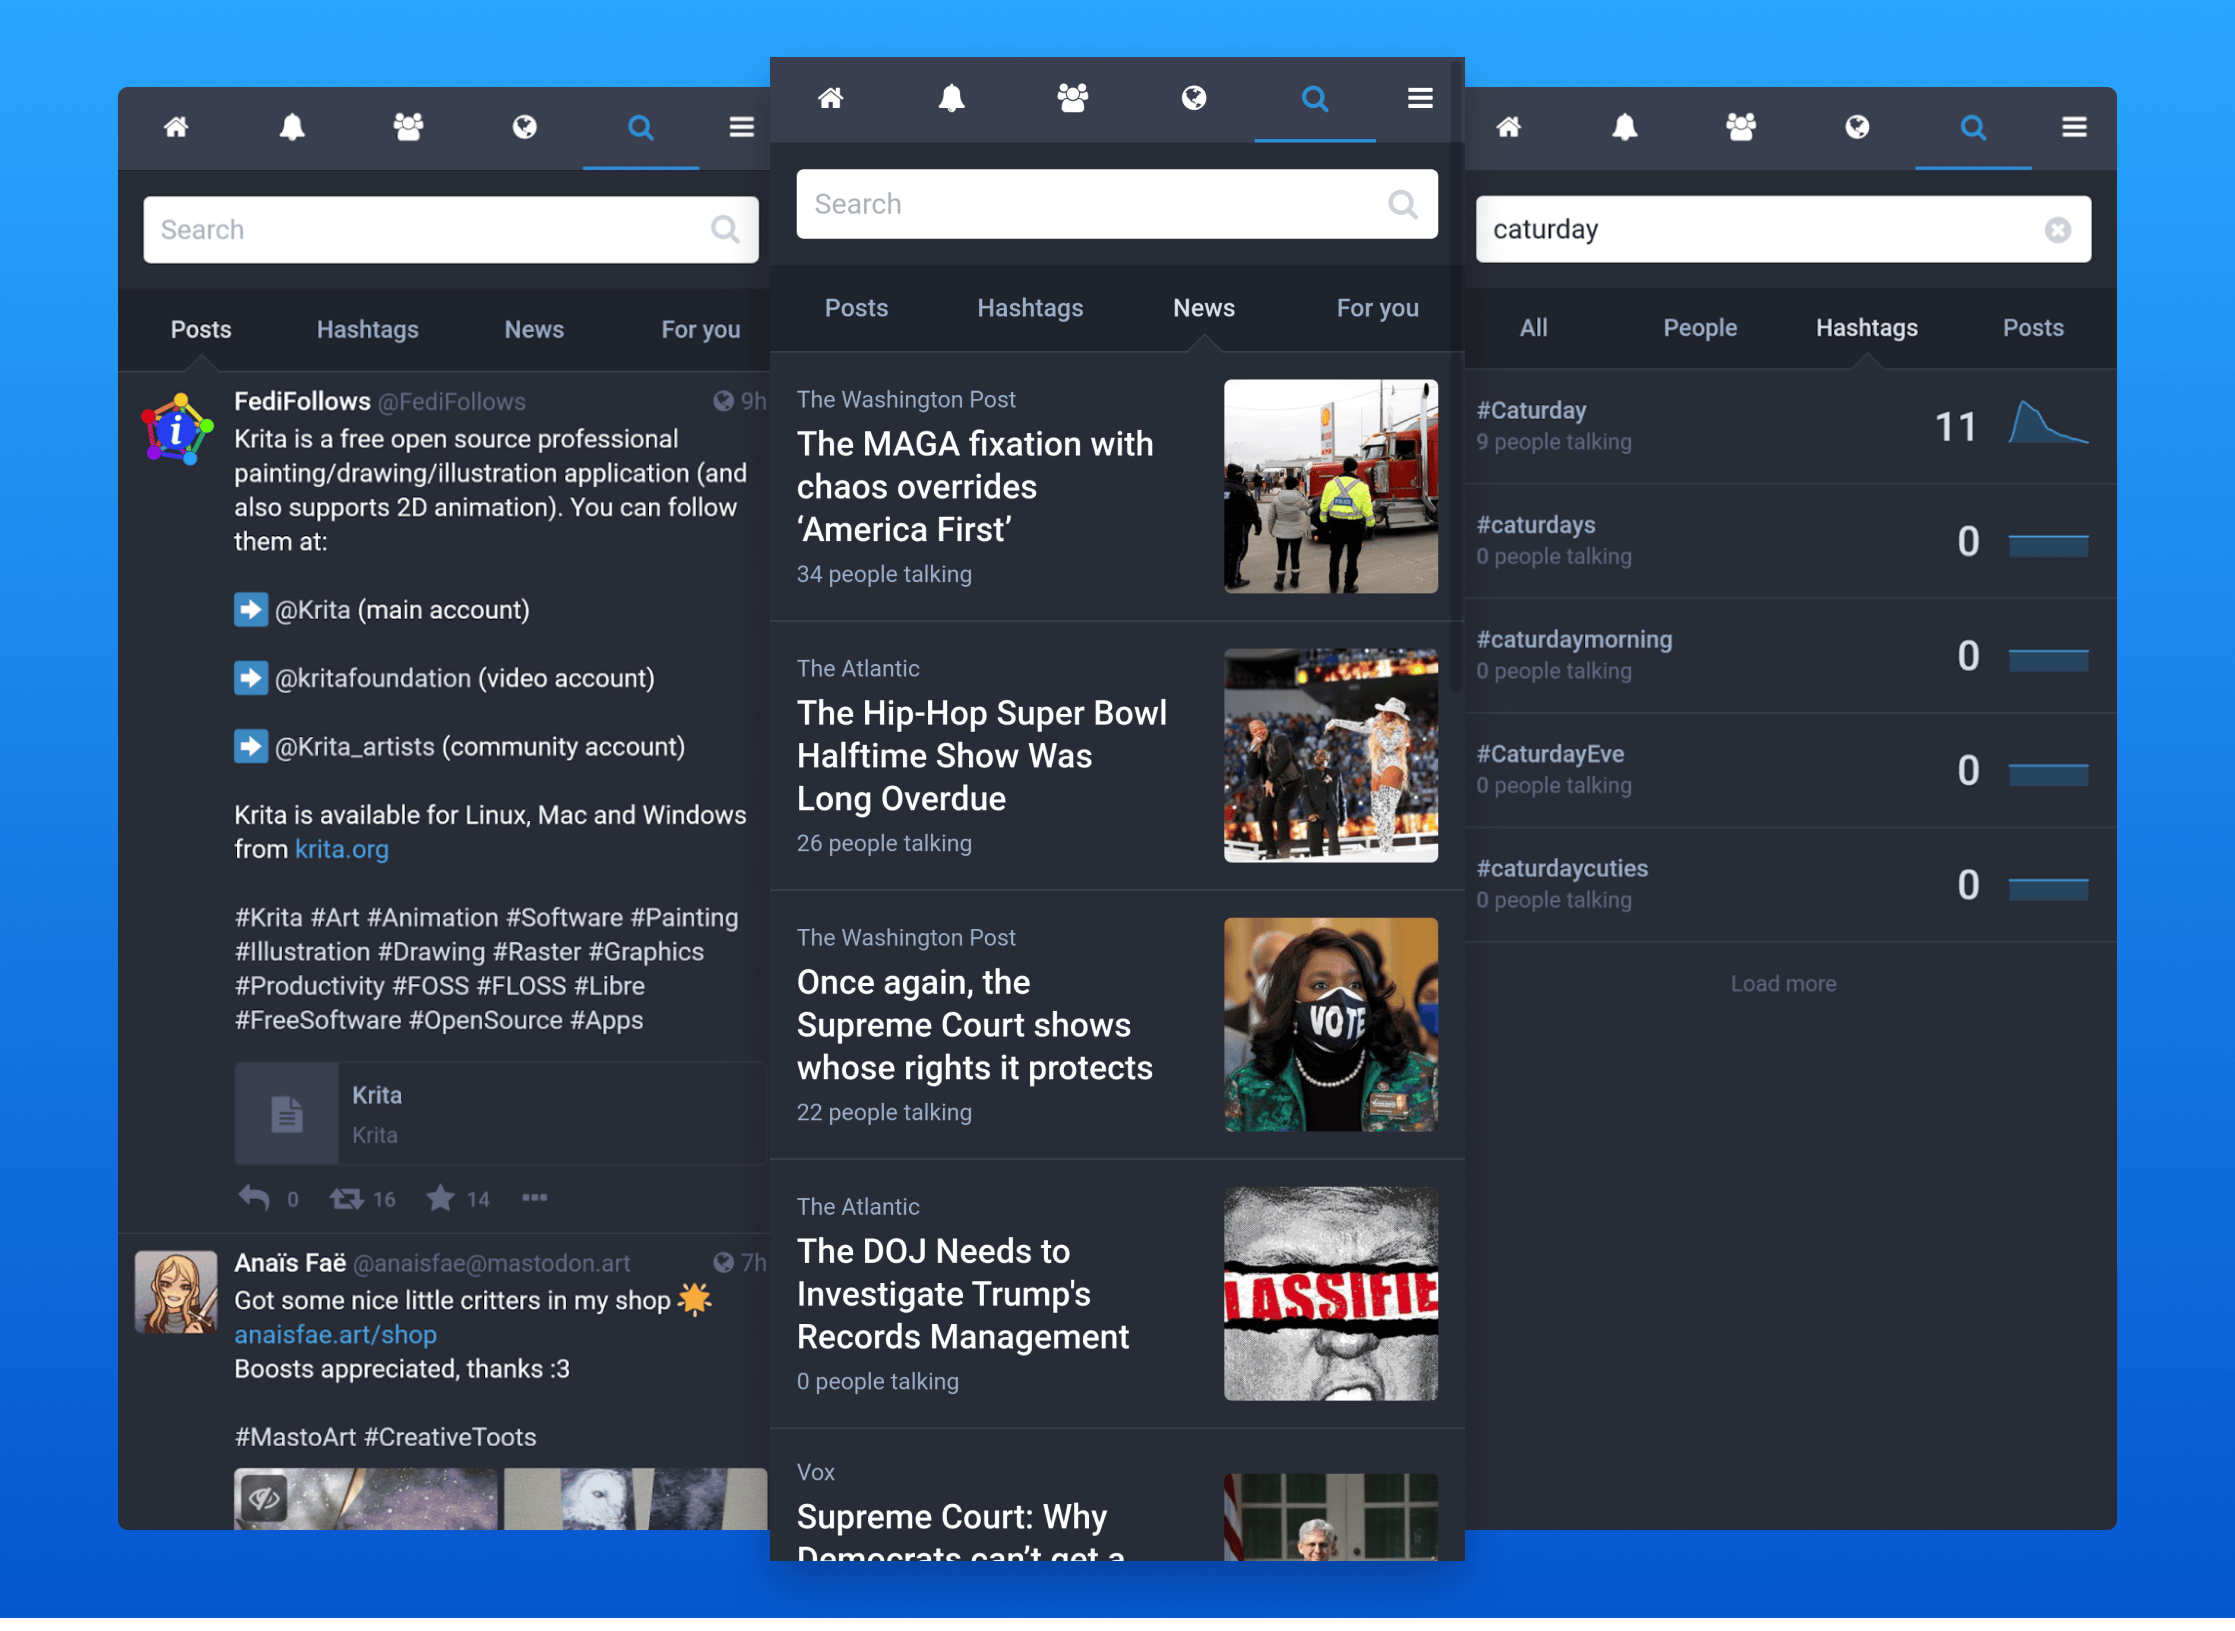 Search
Posts Hashtags News For you
FediFollows @FediFollows 9h
Krita is a free open source professional
painting/drawing/illustration application (and
also supports 2D animation). You can follow
them at:
➡️ @Krita (main account)
➡️ @kritafoundation (video account)
➡️ @Krita_artists (community account)
Krita is available for Linux, Mac and Windows
from krita.org
#Krita #Art #Animation #Software #Painting
#Illustration #Drawing #Raster #Graphics
#Productivity #FOSS #FLOSS #Libre
#FreeSoftware #OpenSource #Apps
Krita
Krita
0 16 14
Anaïs Faë @anaisfae@mastodon.art 7h
Got some nice little critters in my shop 🌟
anaisfae.art/shop
Boosts appreciated, thanks :3
#MastoArt #CreativeToots
Search
Posts Hashtags News For you
The Washington Post
The MAGA fixation with
chaos overrides
‘America First’
34 people talking
The Atlantic
The Hip-Hop Super Bowl
Halftime Show Was
Long Overdue
26 people talking
The Washington Post
Once again, the
Supreme Court shows
whose rights it protects
22 people talking
VOTE
The Atlantic
The DOJ Needs to
Investigate Trump's
Records Management
0 people talking
LASSIFIE
Vox
Supreme Court: Why
Democrats can’t get a
caturday
All People Hashtags Posts
#Caturday
9 people talking
11
#caturdays
0 people talking
0
#caturdaymorning
0 people talking
0
#CaturdayEve
0 people talking
0
#caturdaycuties
0 people talking
0
Load more